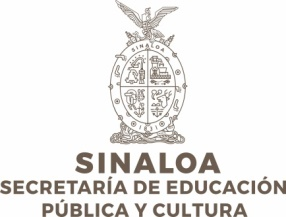 SINALOA
SINALOA
SECRETARÍA DE EDUCACIÓN
PÚBLICA Y CULTURA